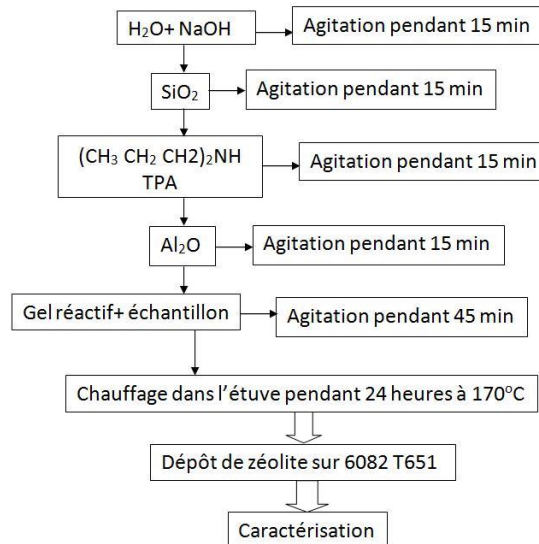 H₂O+ NaOH
Agitation pendant 15 min
SiO₂
Agitation pendant 15 min
(CH3 CH2 CH2)₂NH
TPA
Agitation pendant 15 min
Al₂O
Agitation pendant 15 min
Gel réactif+ échantillon
Agitation pendant 45 min
Chauffage dans l'étuve pendant 24 heures à 170°C
Dépôt de zéolite sur 6082 T651
Caractérisation